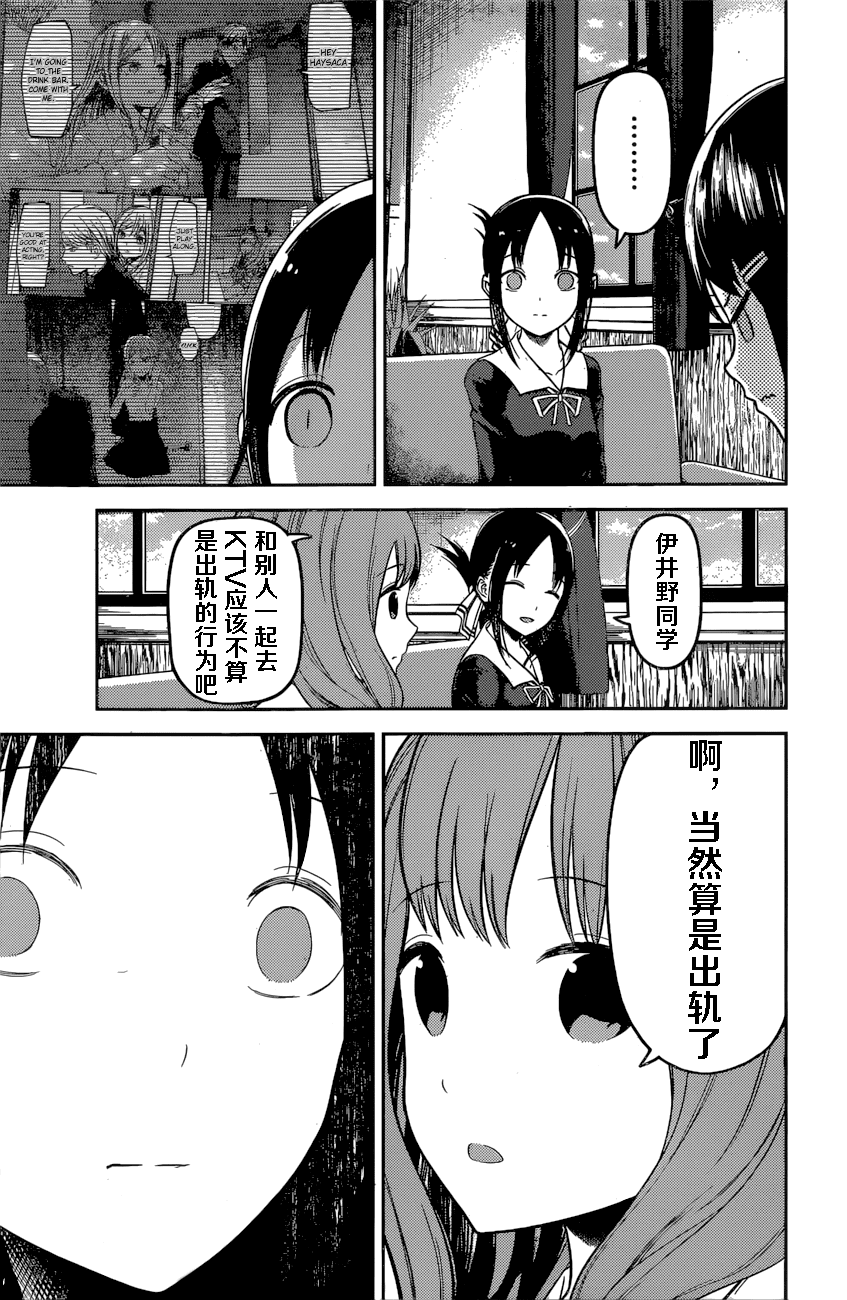 ………
HEY
HAYSACA
I'M GOING
TO THE
DRINK BAR,
COME WITH
ME.
JUST
PLAY
ALONG.
YOU'RE
GOOD AT
ACTING
RIGHT?
伊井野同学
和别人一起去
KTV应该不算
是出轨的行为吧
啊，当然算是出轨了